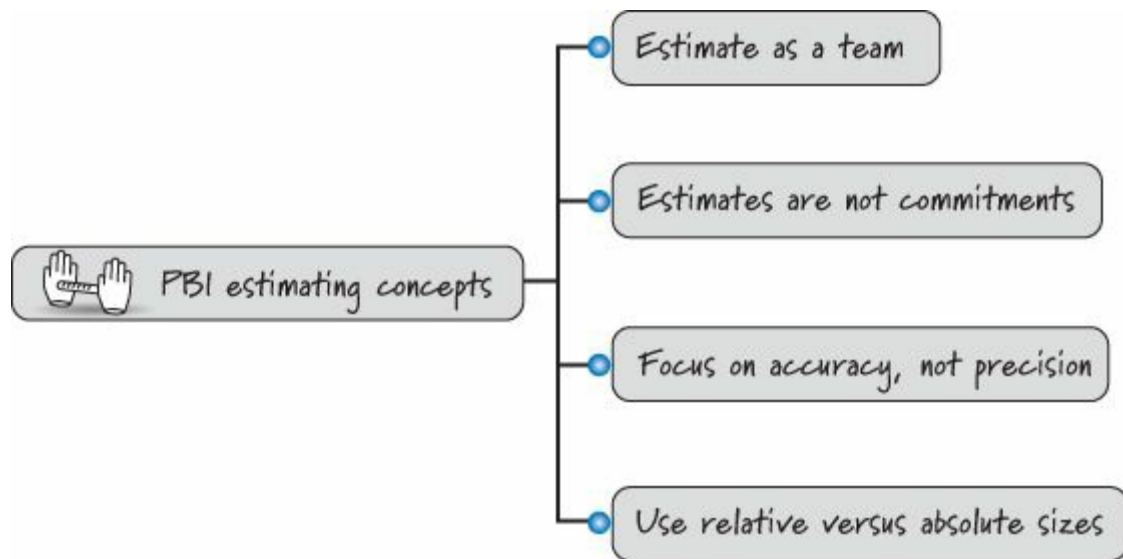 Estimate as a team
Estimates are not commitments
PBI estimating concepts
Focus on accuracy, not precision
Use relative versus absolute sizes